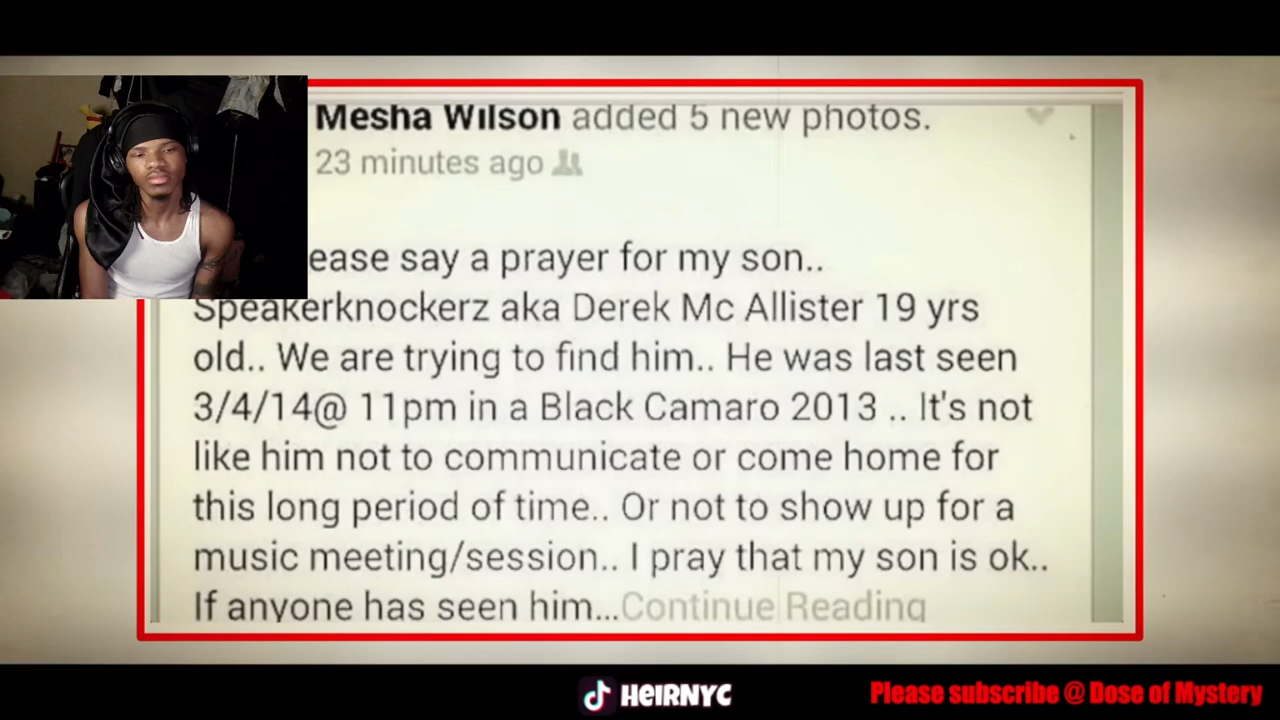 Mesha Wilson added 5 new photos.
23 minutes ago
ease say a prayer for my son..
Speakerknockerz aka Derek Mc Allister 19 yrs
old.. We are trying to find him.. He was last seen
3/4/14@ 11pm in a Black Camaro 2013 .. It's not
like him not to communicate or come home for
this long period of time.. Or not to show up for a
music meeting/session.. I pray that my son is ok..
If anyone has seen him...Continue Reading
HEIRNYC
Please subscribe @ Dose of Mystery